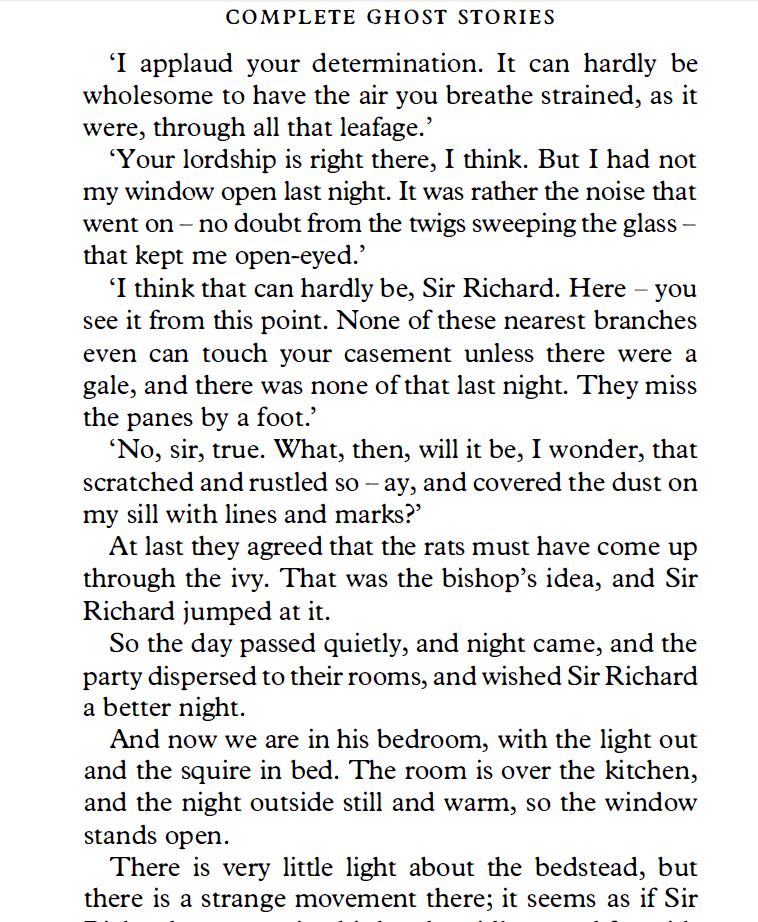 COMPLETE GHOST STORIES
‘I applaud your determination. It can hardly be
wholesome to have the air you breathe strained, as it
were, through all that leafage.’
‘Your lordship is right there, I think. But I had not
my window open last night. It was rather the noise that
went on – no doubt from the twigs sweeping the glass –
that kept me open-eyed.’
‘I think that can hardly be, Sir Richard. Here – you
see it from this point. None of these nearest branches
even can touch your casement unless there were a
gale, and there was none of that last night. They miss
the panes by a foot.’
‘No, sir, true. What, then, will it be, I wonder, that
scratched and rustled so – ay, and covered the dust on
my sill with lines and marks?’
At last they agreed that the rats must have come up
through the ivy. That was the bishop’s idea, and Sir
Richard jumped at it.
So the day passed quietly, and night came, and the
party dispersed to their rooms, and wished Sir Richard
a better night.
And now we are in his bedroom, with the light out
and the squire in bed. The room is over the kitchen,
and the night outside still and warm, so the window
stands open.
There is very little light about the bedstead, but
there is a strange movement there; it seems as if Sir